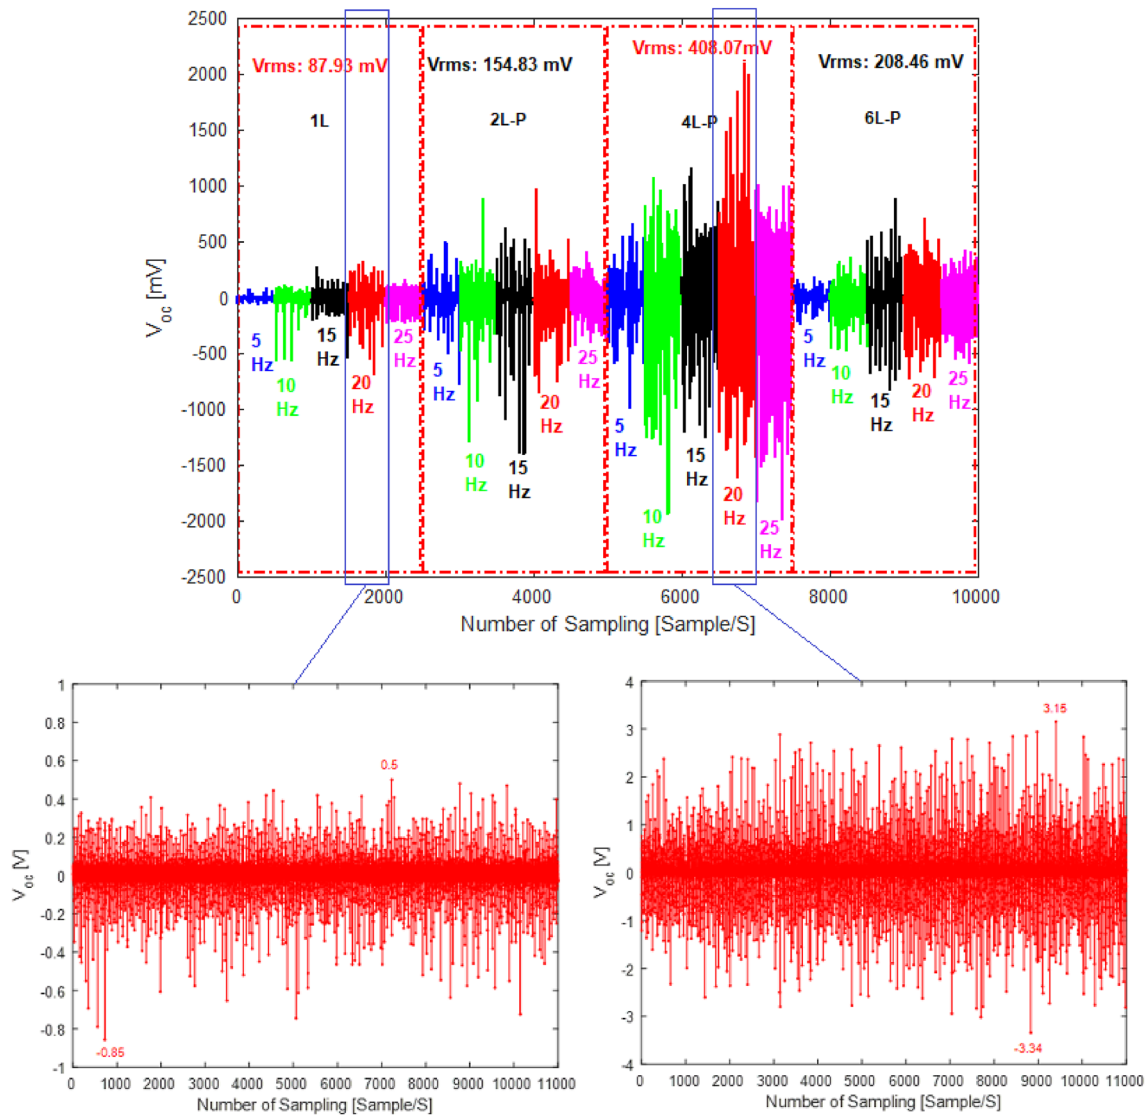 2500
2000
1500
1000
500
0
-500
-1000
-1500
-2000
-2500
V_oc [mV]
Vrms: 87.93 mV
Vrms: 154.83 mV
Vrms: 408.07mV
Vrms: 208.46 mV
1L
2L-P
4L-P
6L-P
5
Hz
10
Hz
15
Hz
20
Hz
25
Hz
5
Hz
10
Hz
15
Hz
20
Hz
25
Hz
5
Hz
10
Hz
15
Hz
20
Hz
25
Hz
5
Hz
10
Hz
15
Hz
20
Hz
25
Hz
0 2000 4000 6000 8000 10000
Number of Sampling [Sample/S]
1
0.8
0.6
0.4
0.2
0
-0.2
-0.4
-0.6
-0.8
-1
V_oc [V]
0.5
-0.85
0 1000 2000 3000 4000 5000 6000 7000 8000 9000 10000 11000
Number of Sampling [Sample/S]
4
3
2
1
0
-1
-2
-3
-4
V_oc [V]
3.15
-3.34
0 1000 2000 3000 4000 5000 6000 7000 8000 9000 10000 11000
Number of Sampling [Sample/S]